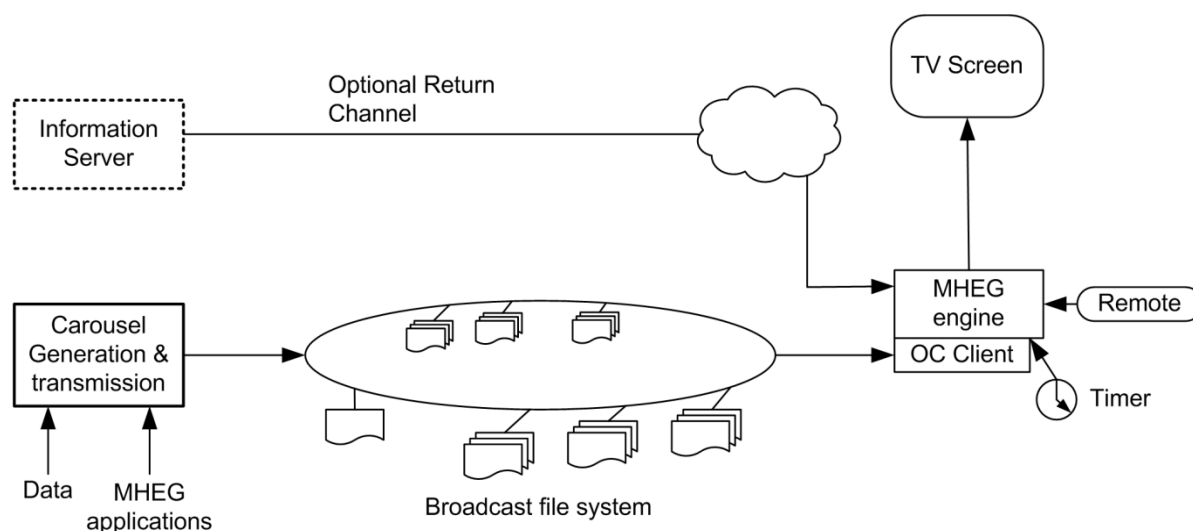 TV Screen
Optional Return
Channel
Information
Server
MHEG
engine
Remote
Carousel
Generation &
transmission
OC Client
Timer
Data
MHEG
applications
Broadcast file system